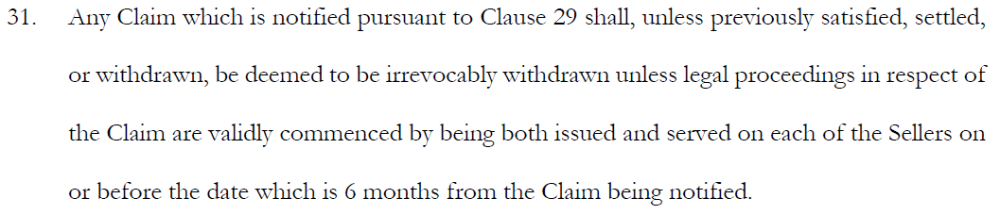 31. Any Claim which is notified pursuant to Clause 29 shall, unless previously satisfied, settled,
or withdrawn, be deemed to be irrevocably withdrawn unless legal proceedings in respect of
the Claim are validly commenced by being both issued and served on each of the Sellers on
or before the date which is 6 months from the Claim being notified.